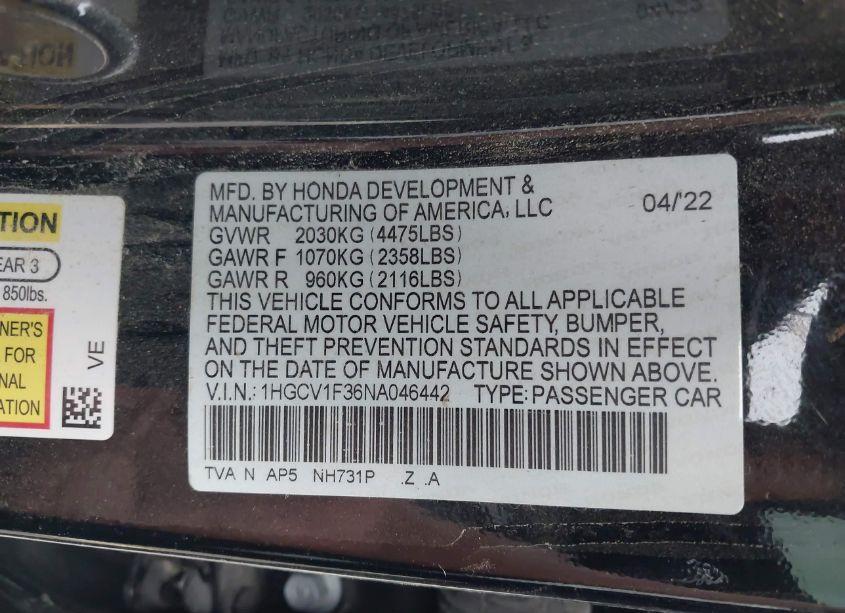 TION
EAR 3
850lbs.
NER'S
FOR
NAL
ATION
VE
MFD. BY HONDA DEVELOPMENT &
MANUFACTURING OF AMERICA, LLC 04/'22
GVWR 2030KG (4475LBS)
GAWR F 1070KG (2358LBS)
GAWR R 960KG (2116LBS)
THIS VEHICLE CONFORMS TO ALL APPLICABLE
FEDERAL MOTOR VEHICLE SAFETY, BUMPER,
AND THEFT PREVENTION STANDARDS IN EFFECT
ON THE DATE OF MANUFACTURE SHOWN ABOVE.
V.I.N.: 1HGCV1F36NA046442 TYPE: PASSENGER CAR
TVA N AP5 NH731P .Z .A